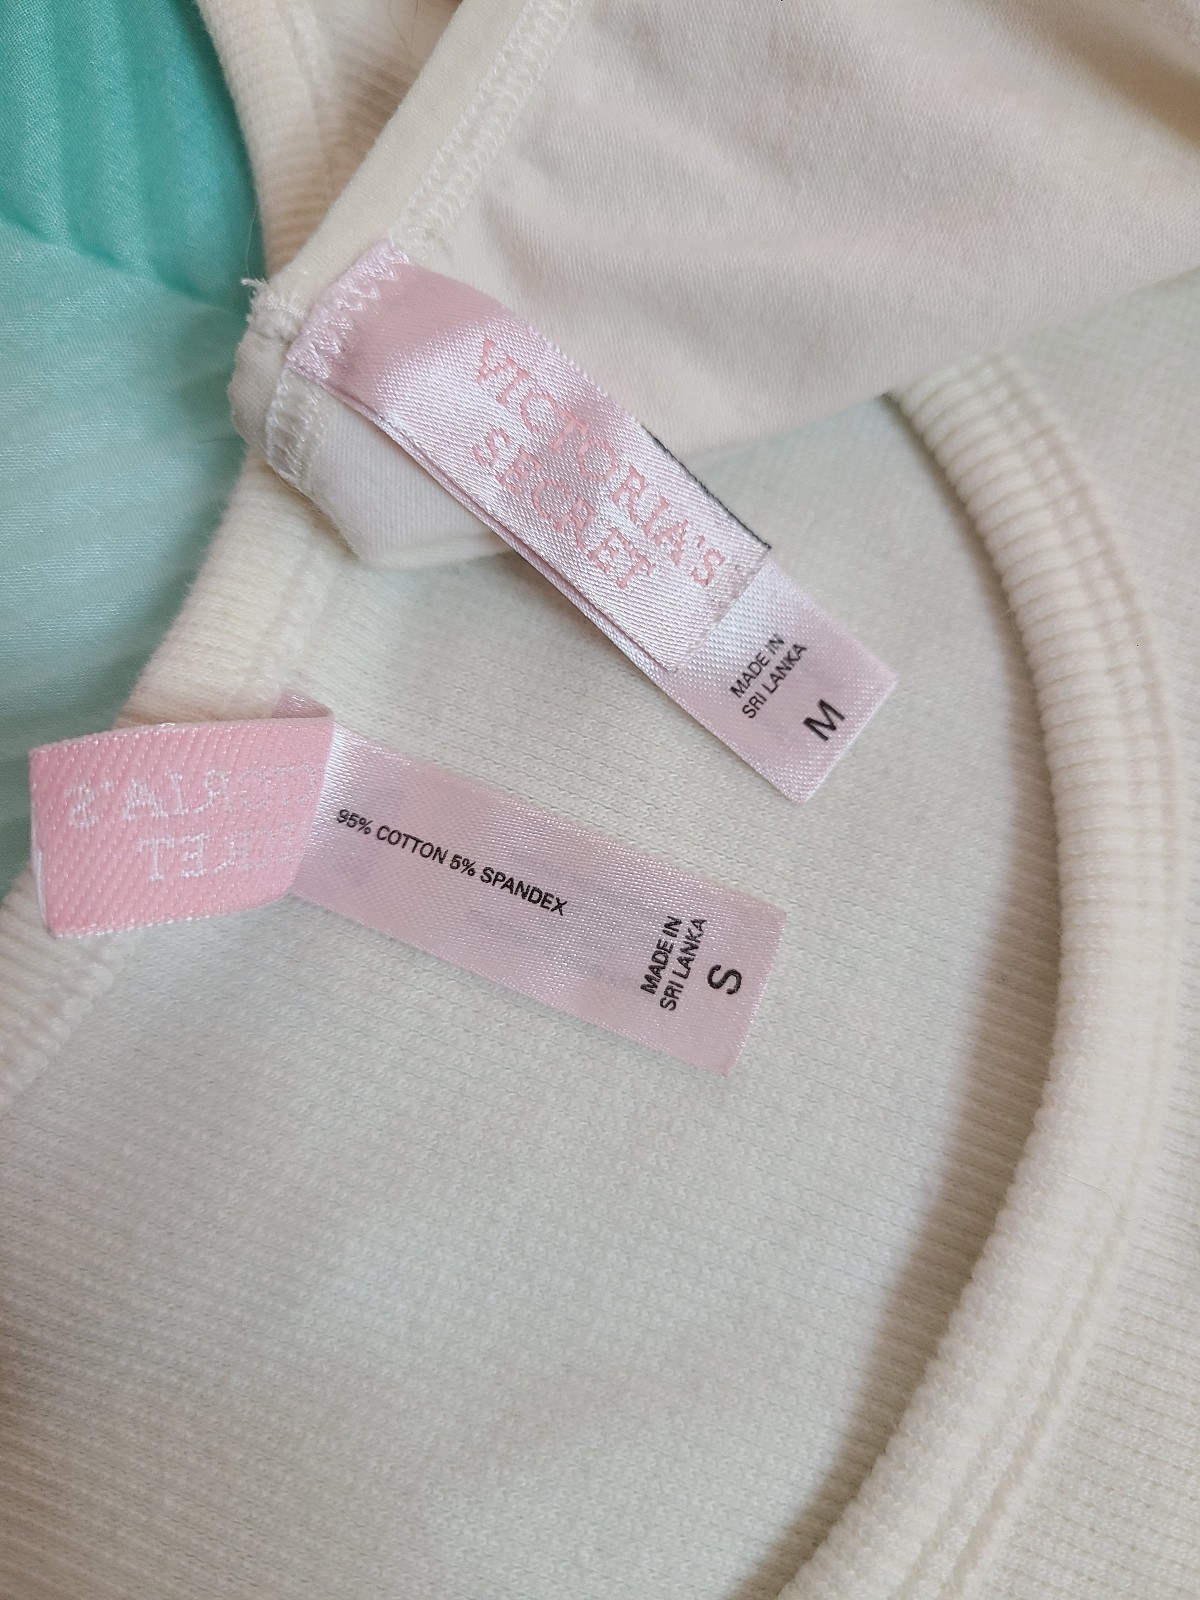 VICTORIA'S
SECRET
MADE IN
SRI LANKA
M
95% COTTON 5% SPANDEX
MADE IN
SRI LANKA
S